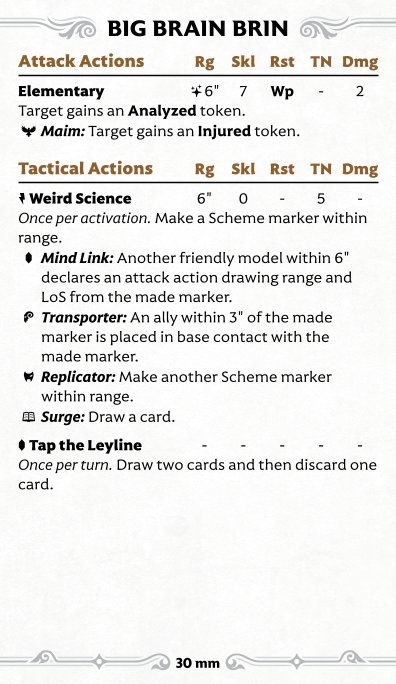 BIG BRAIN BRIN
Attack Actions Rg Skl Rst TN Dmg
Elementary 6" 7 Wp - 2
Target gains an Analyzed token.
Maim: Target gains an Injured token.
Tactical Actions Rg Skl Rst TN Dmg
Weird Science 6" 0 - 5 -
Once per activation. Make a Scheme marker within
range.
Mind Link: Another friendly model within 6"
declares an attack action drawing range and
LoS from the made marker.
Transporter: An ally within 3" of the made
marker is placed in base contact with the
made marker.
Replicator: Make another Scheme marker
within range.
Surge: Draw a card.
Tap the Leyline - - - - -
Once per turn. Draw two cards and then discard one
card.
30 mm